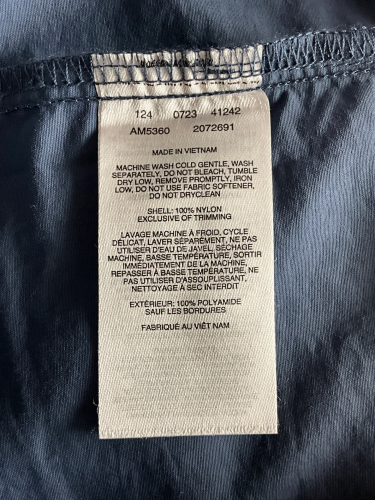 124 0723 41242
AM5360 2072691
MADE IN VIETNAM
MACHINE WASH COLD GENTLE, WASH
SEPARATELY, DO NOT BLEACH, TUMBLE
DRY LOW, REMOVE PROMPTLY, IRON
LOW, DO NOT USE FABRIC SOFTENER,
DO NOT DRYCLEAN
SHELL: 100% NYLON
EXCLUSIVE OF TRIMMING
LAVAGE MACHINE À FROID, CYCLE
DÉLICAT, LAVER SÉPARÉMENT, NE PAS
UTILISER D'EAU DE JAVEL, SÉCHAGE
MACHINE, BASSE TEMPÉRATURE, SORTIR
IMMÉDIATEMENT DE LA MACHINE,
REPASSER À BASSE TEMPÉRATURE, NE
PAS UTILISER D'ASSOUPLISSANT,
NETTOYAGE À SEC INTERDIT
EXTÉRIEUR: 100% POLYAMIDE
SAUF LES BORDURES
FABRIQUÉ AU VIÊT NAM